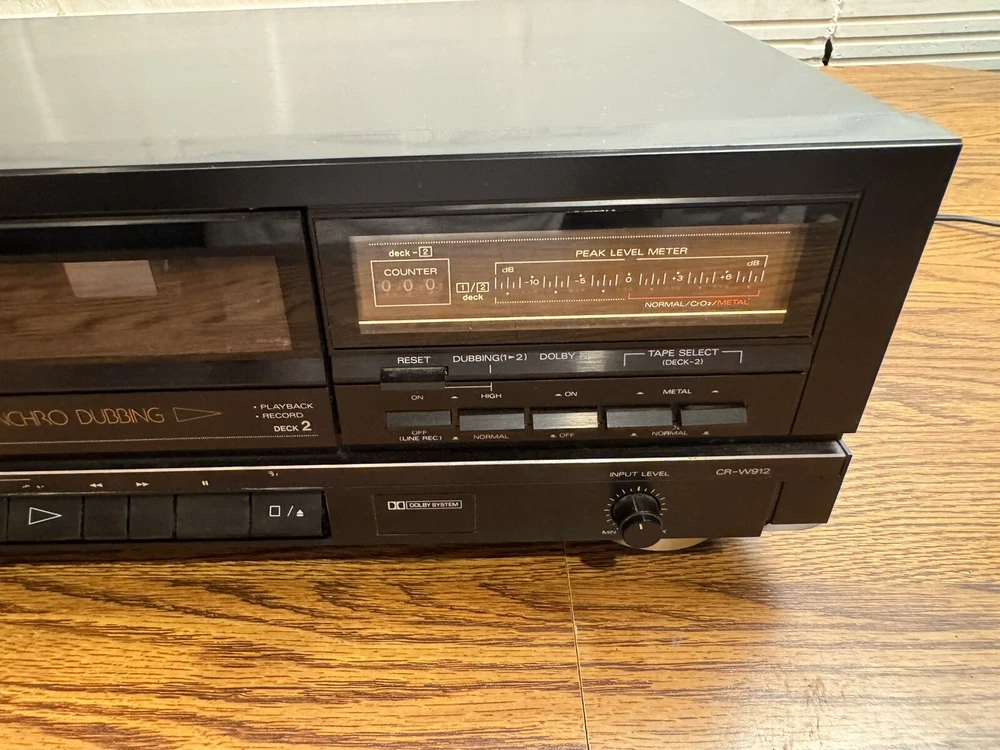 deck-2
COUNTER
0 0 0
1/2
deck
PEAK LEVEL METER
dB dB
-10 -5 0 +3 +6
NORMAL/CrO2/METAL
RESET DUBBING(1►2) DOLBY NR TAPE SELECT
(DECK-2)
ON HIGH ON METAL
OFF
(LINE REC) NORMAL OFF NORMAL
NCHRO DUBBING
• PLAYBACK
• RECORD
DECK 2
DOLBY SYSTEM
INPUT LEVEL
MIN
CR-W912